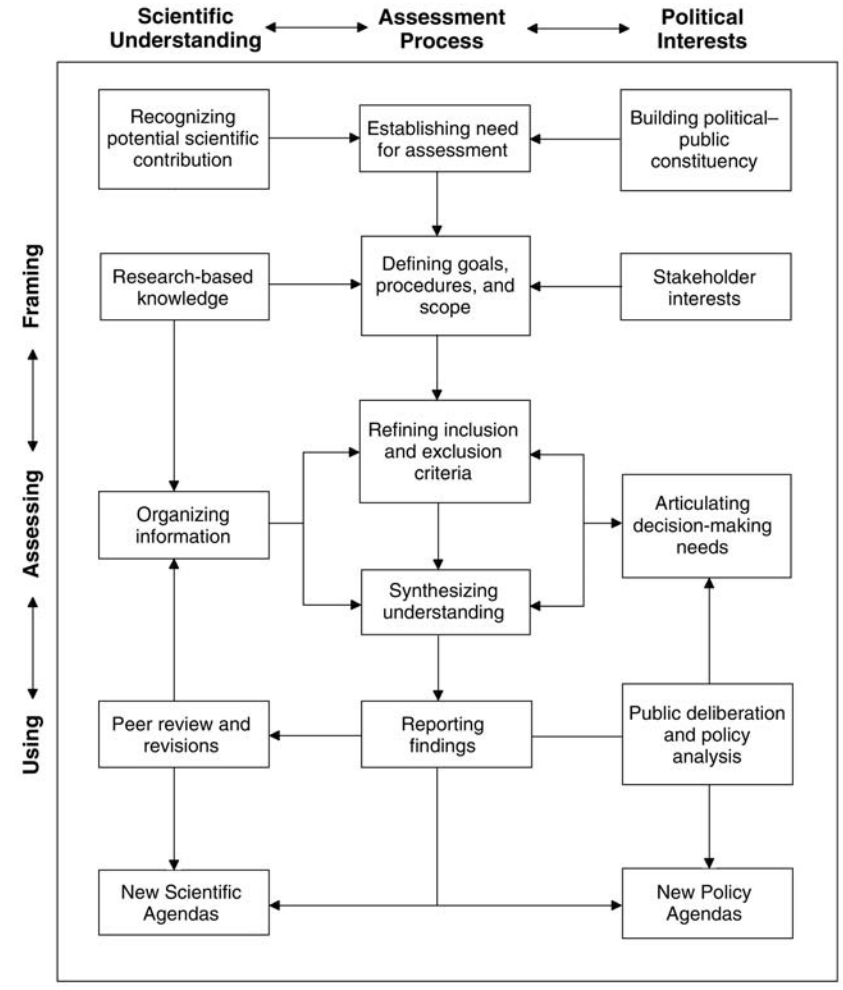 Scientific
Understanding
Assessment
Process
Political
Interests
Recognizing
potential scientific
contribution
Establishing need
for assessment
Building political–
public
constituency
Framing
Research-based
knowledge
Defining goals,
procedures, and
scope
Stakeholder
interests
Refining inclusion
and exclusion
criteria
Assessing
Organizing
information
Articulating
decision-making
needs
Synthesizing
understanding
Using
Peer review and
revisions
Reporting
findings
Public deliberation
and policy
analysis
New Scientific
Agendas
New Policy
Agendas